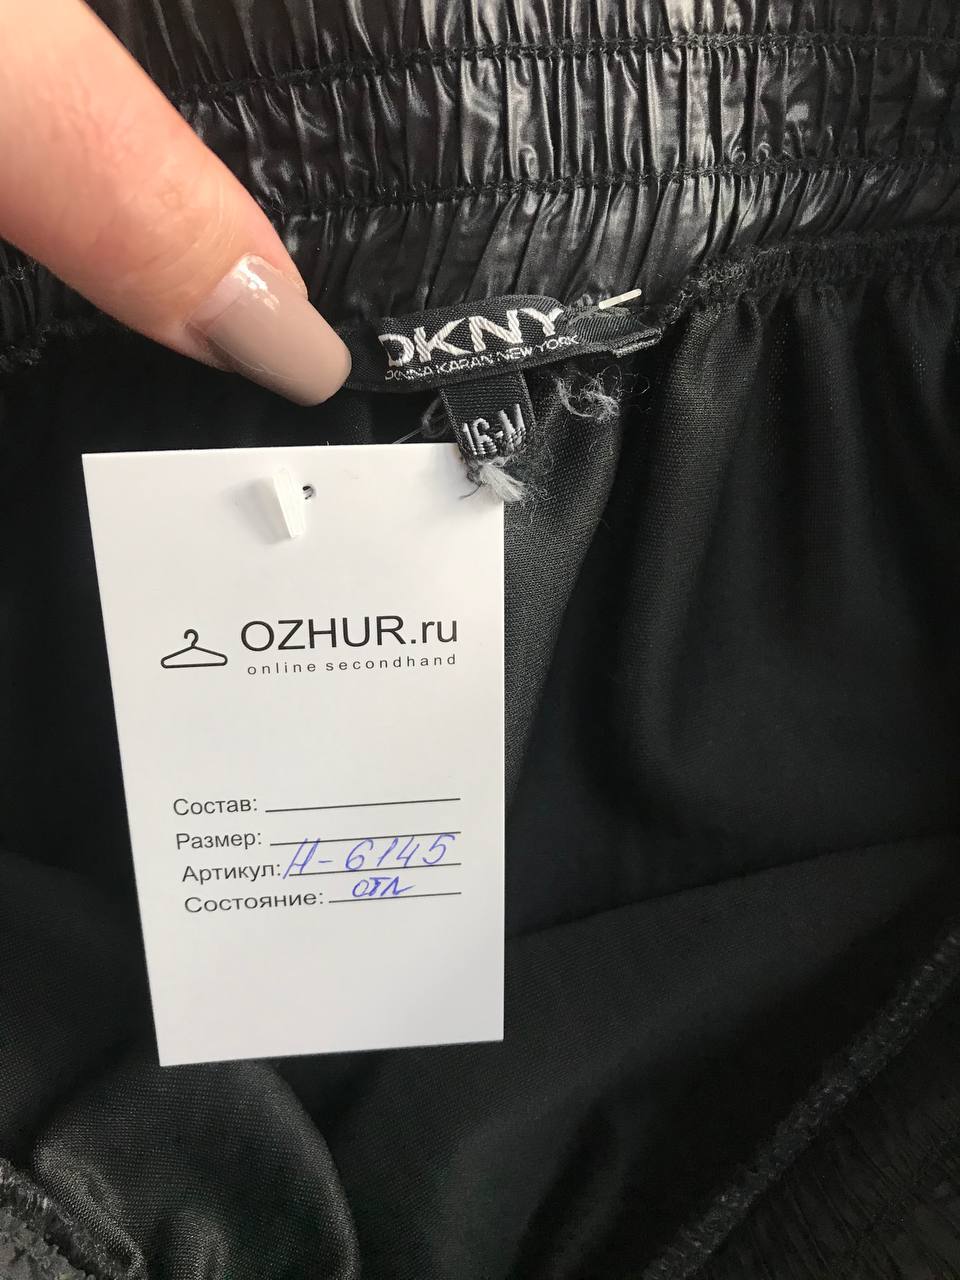 DKNY
DONNA KARAN NEW YORK
16-M
OZHUR.ru
online secondhand
Состав:
Размер:
Артикул: Н-6145
Состояние: отл